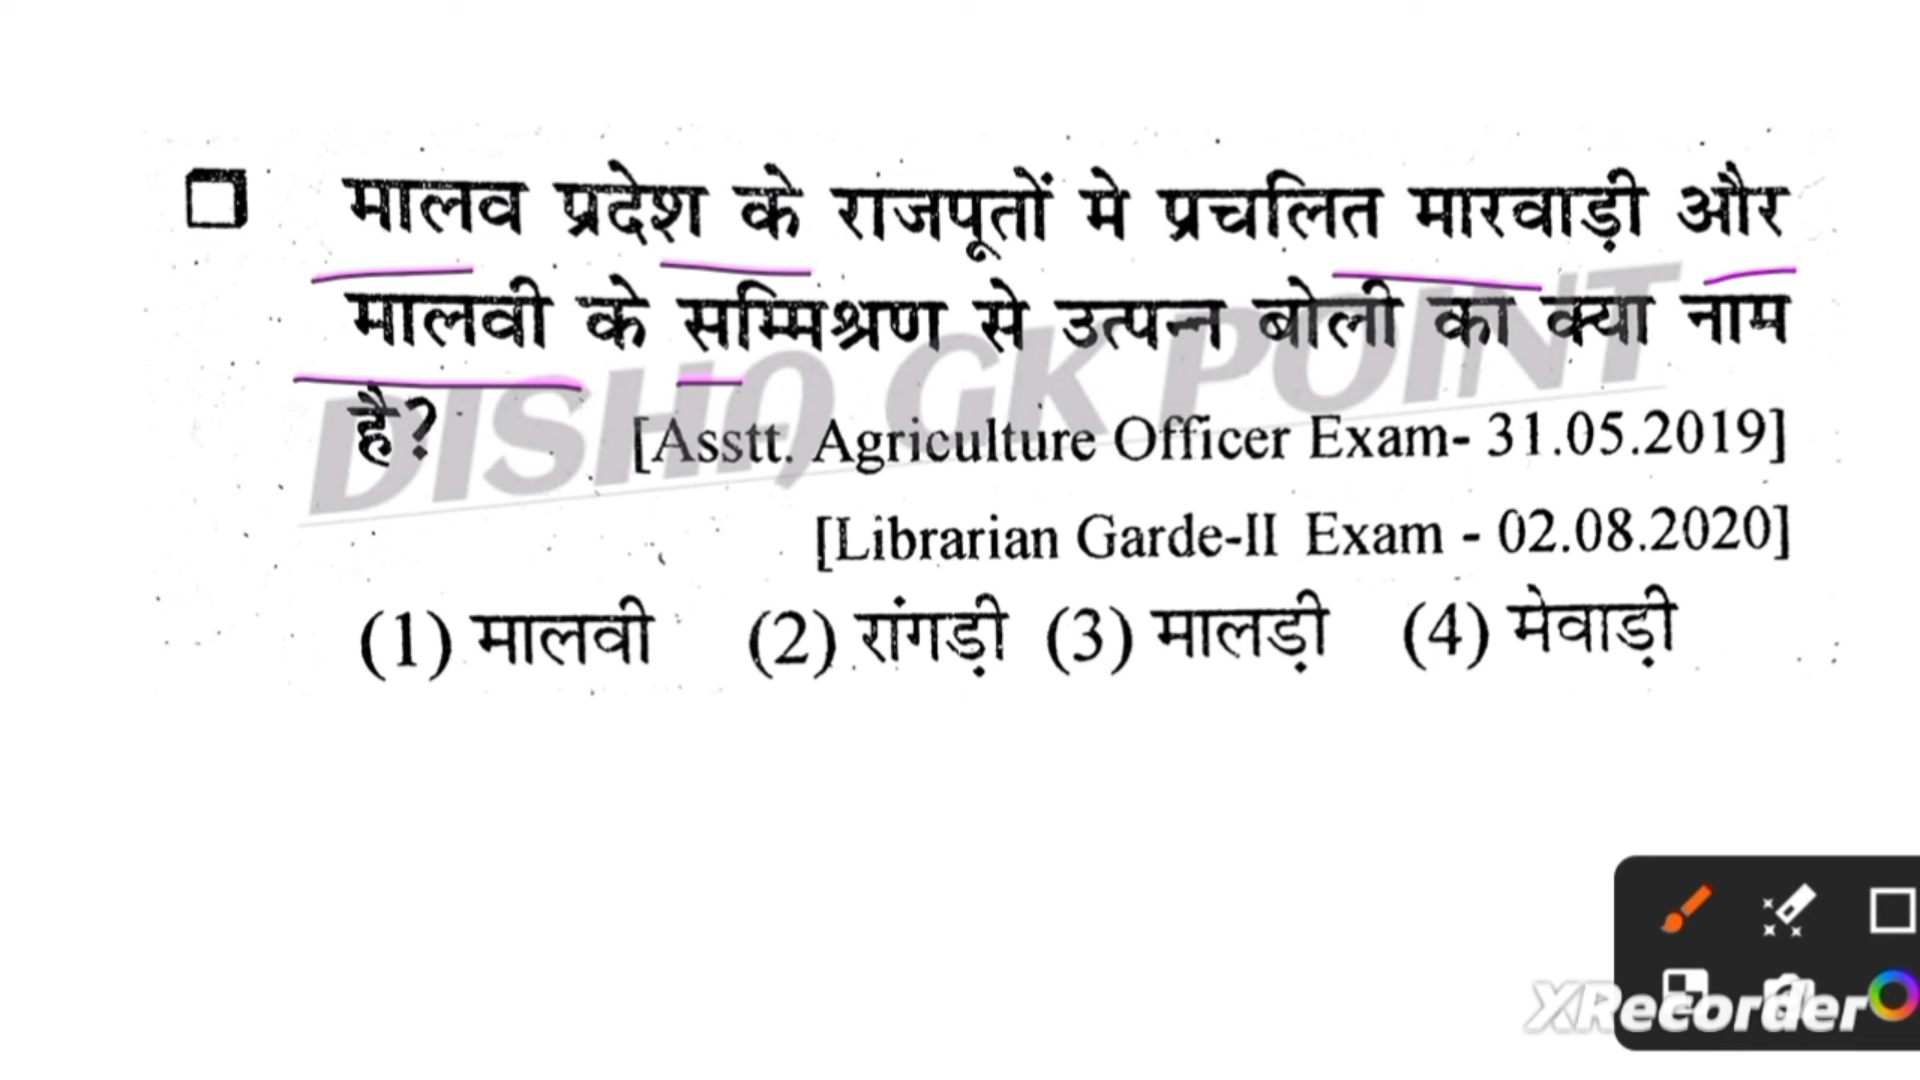 मालव प्रदेश के राजपूतों मे प्रचलित मारवाड़ी और
मालवी के सम्मिश्रण से उत्पन्न बोली का क्या नाम
है? [Asstt. Agriculture Officer Exam- 31.05.2019]
DISHA GK POINT
[Librarian Garde-II Exam - 02.08.2020]
(1) मालवी (2) रांगड़ी (3) मालड़ी (4) मेवाड़ी
XRecorder